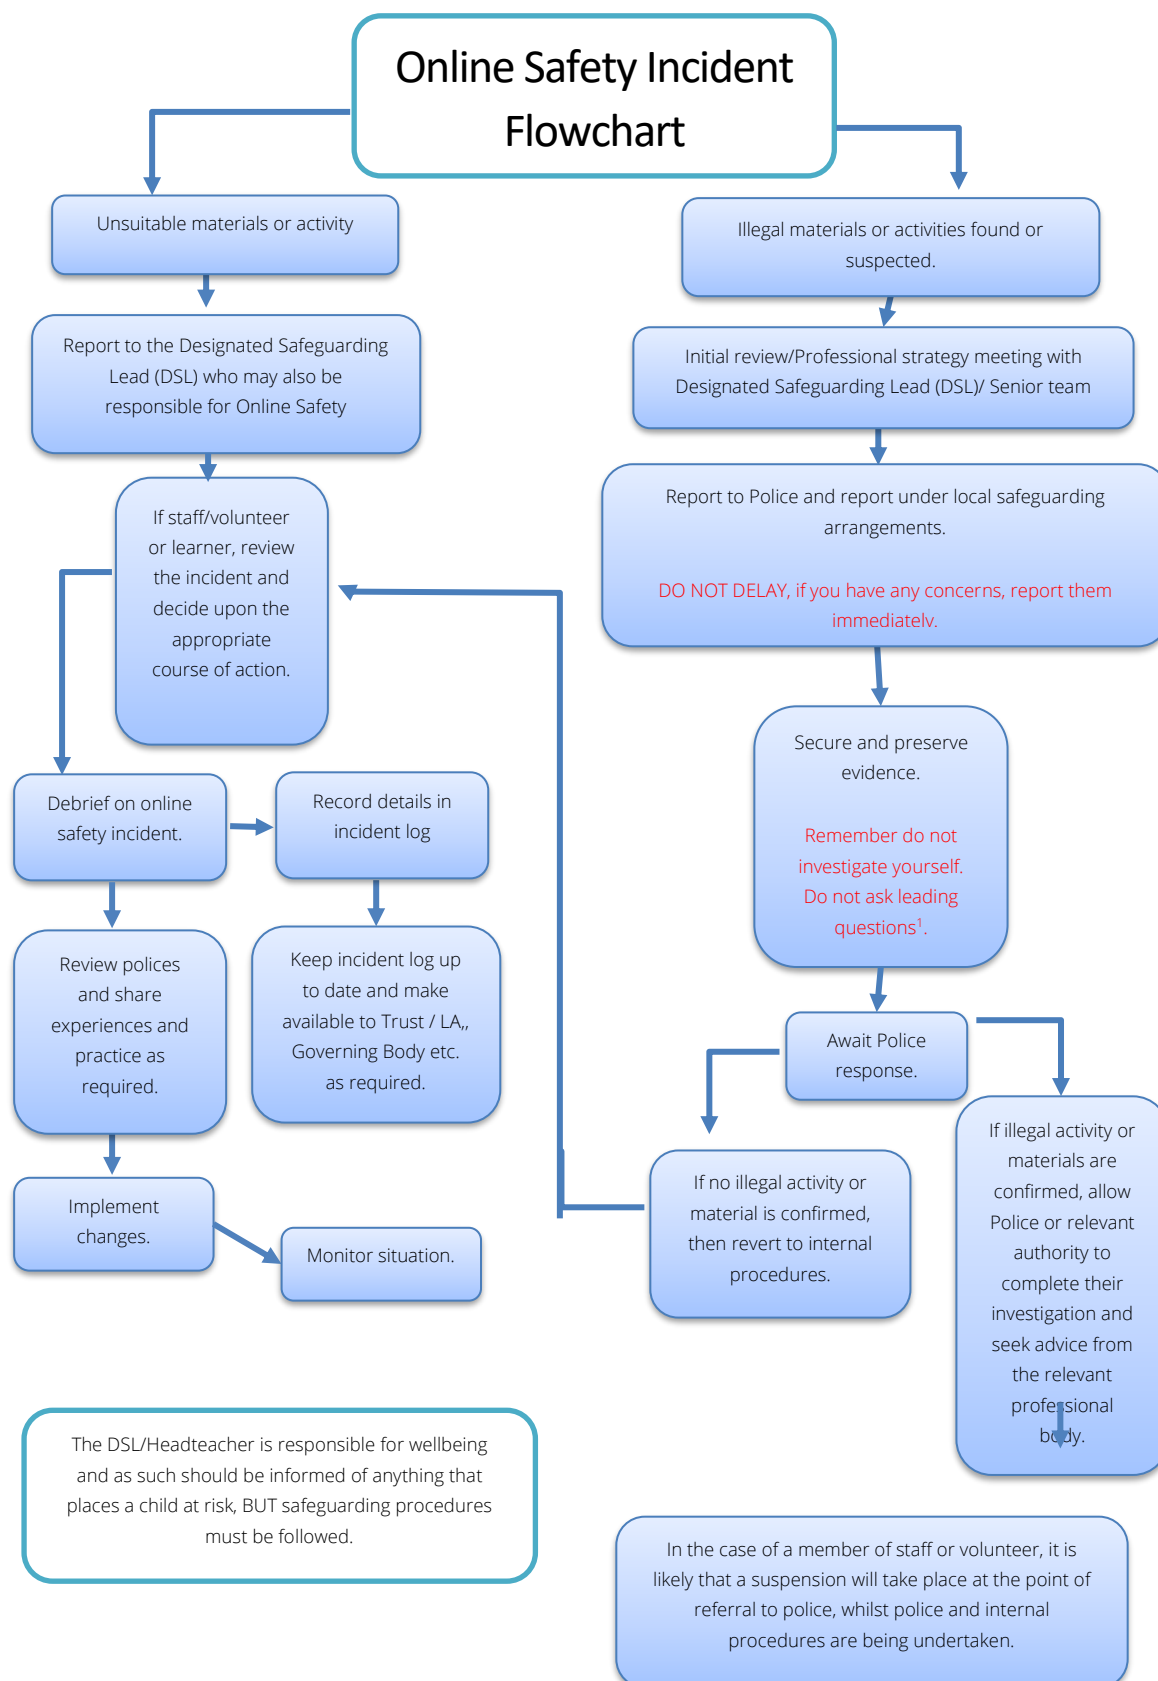 Online Safety Incident
Flowchart
Unsuitable materials or activity
Report to the Designated Safeguarding
Lead (DSL) who may also be
responsible for Online Safety
If staff/volunteer
or learner, review
the incident and
decide upon the
appropriate
course of action.
Debrief on online
safety incident.
Record details in
incident log
Review polices
and share
experiences and
practice as
required.
Keep incident log up
to date and make
available to Trust / LA,,
Governing Body etc.
as required.
Implement
changes.
Monitor situation.
Illegal materials or activities found or
suspected.
Initial review/Professional strategy meeting with
Designated Safeguarding Lead (DSL)/ Senior team
Report to Police and report under local safeguarding
arrangements.
DO NOT DELAY, if you have any concerns, report them
immediately.
Secure and preserve
evidence.
Remember do not
investigate yourself.
Do not ask leading
questions¹.
Await Police
response.
If no illegal activity or
material is confirmed,
then revert to internal
procedures.
If illegal activity or
materials are
confirmed, allow
Police or relevant
authority to
complete their
investigation and
seek advice from
the relevant
professional
body.
The DSL/Headteacher is responsible for wellbeing
and as such should be informed of anything that
places a child at risk, BUT safeguarding procedures
must be followed.
In the case of a member of staff or volunteer, it is
likely that a suspension will take place at the point of
referral to police, whilst police and internal
procedures are being undertaken.